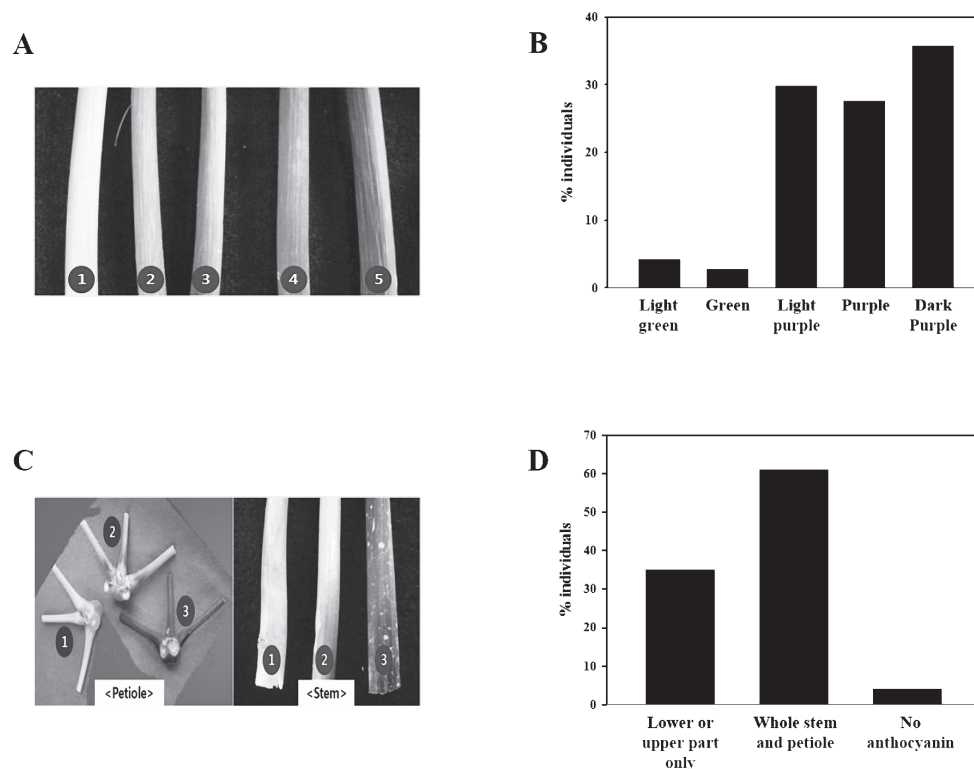 A
1
2
3
4
5
B
% individuals
40
30
20
10
0
Light
green
Green
Light
purple
Purple
Dark
Purple
C
2
1
3
<Petiole>
1
2
3
<Stem>
D
% individuals
70
60
50
40
30
20
10
0
Lower or
upper part
only
Whole stem
and petiole
No
anthocyanin